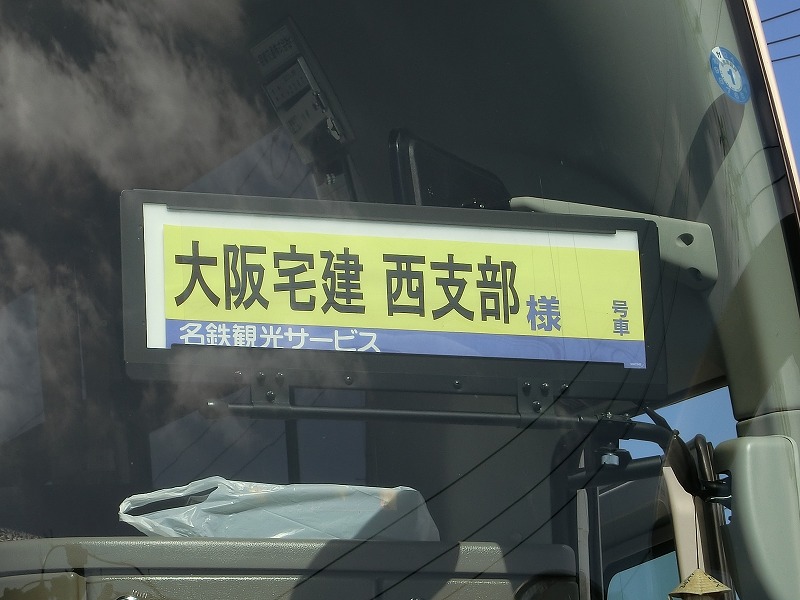 大阪宅建 西支部様 号車
名鉄観光サービス